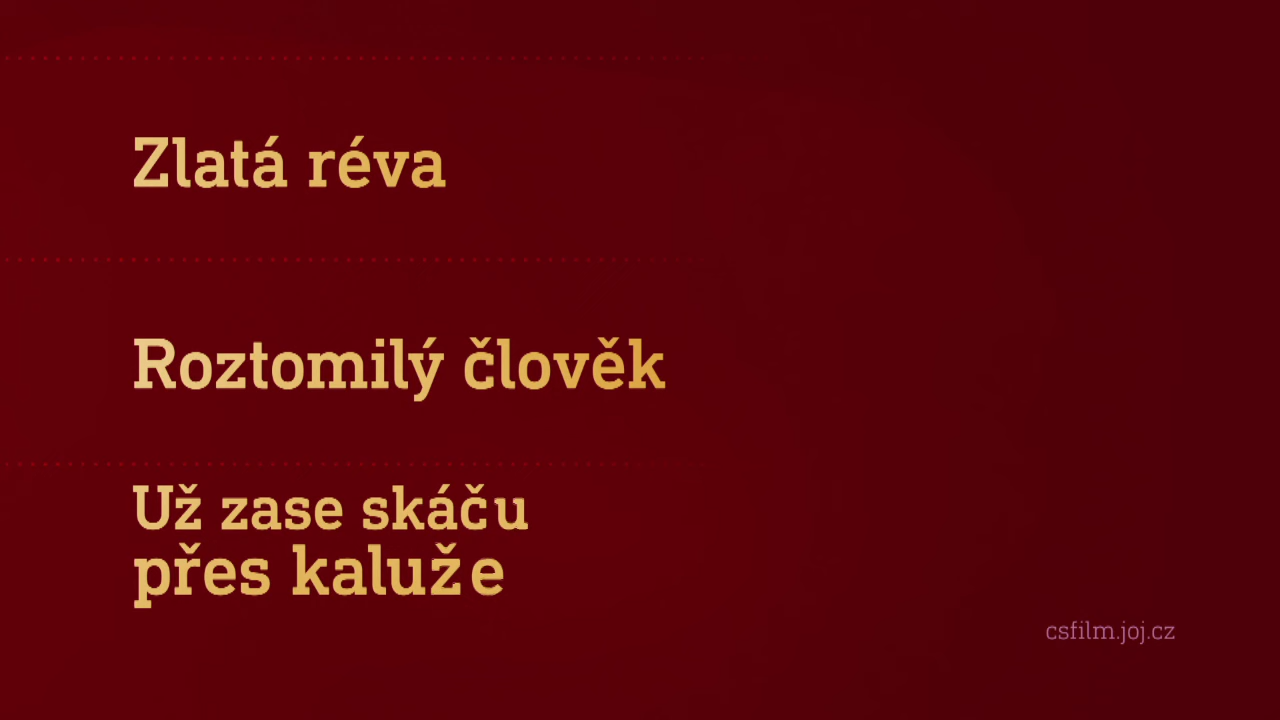 Zlatá réva
Roztomilý člověk
Už zase skáču
přes kaluže
csfilm.joj.cz